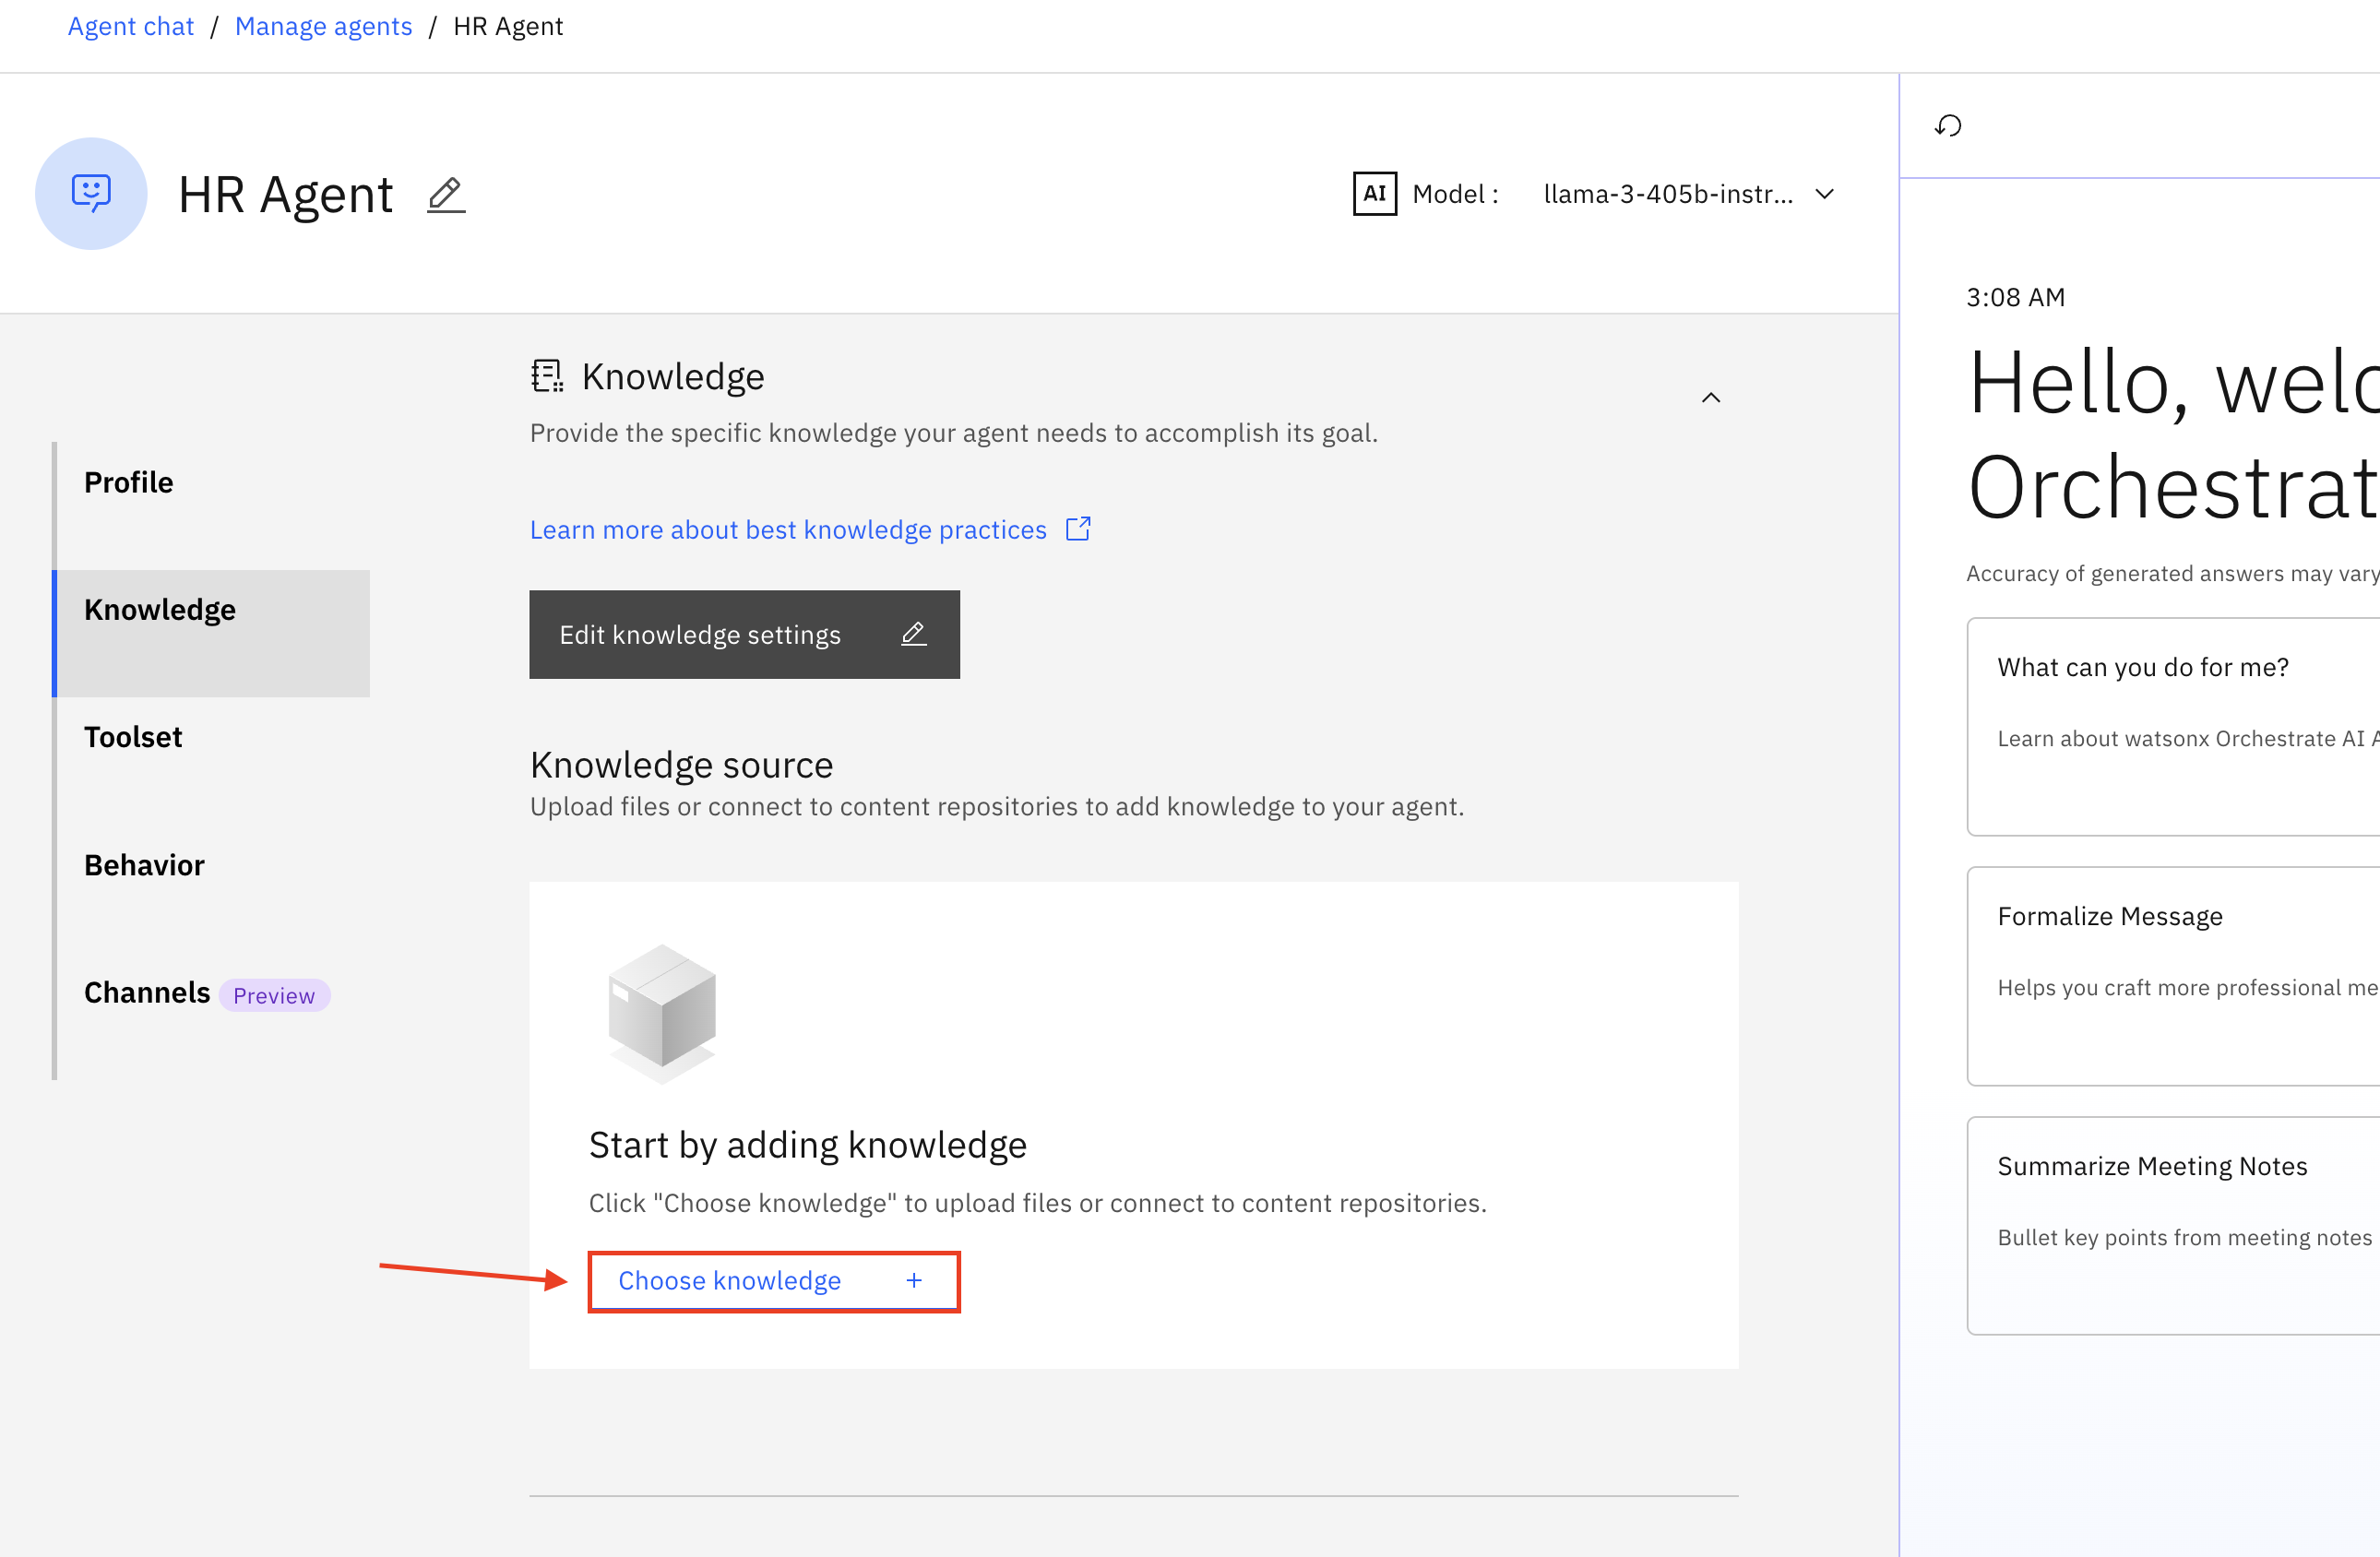 Agent chat / Manage agents / HR Agent
HR Agent
AI Model : llama-3-405b-instr...
Profile
Knowledge
Toolset
Behavior
Channels Preview
Knowledge
Provide the specific knowledge your agent needs to accomplish its goal.
Learn more about best knowledge practices
Edit knowledge settings
Knowledge source
Upload files or connect to content repositories to add knowledge to your agent.
Start by adding knowledge
Click "Choose knowledge" to upload files or connect to content repositories.
Choose knowledge +
3:08 AM
Hello, welc
Orchestrat
Accuracy of generated answers may vary
What can you do for me?
Learn about watsonx Orchestrate AI A
Formalize Message
Helps you craft more professional me
Summarize Meeting Notes
Bullet key points from meeting notes